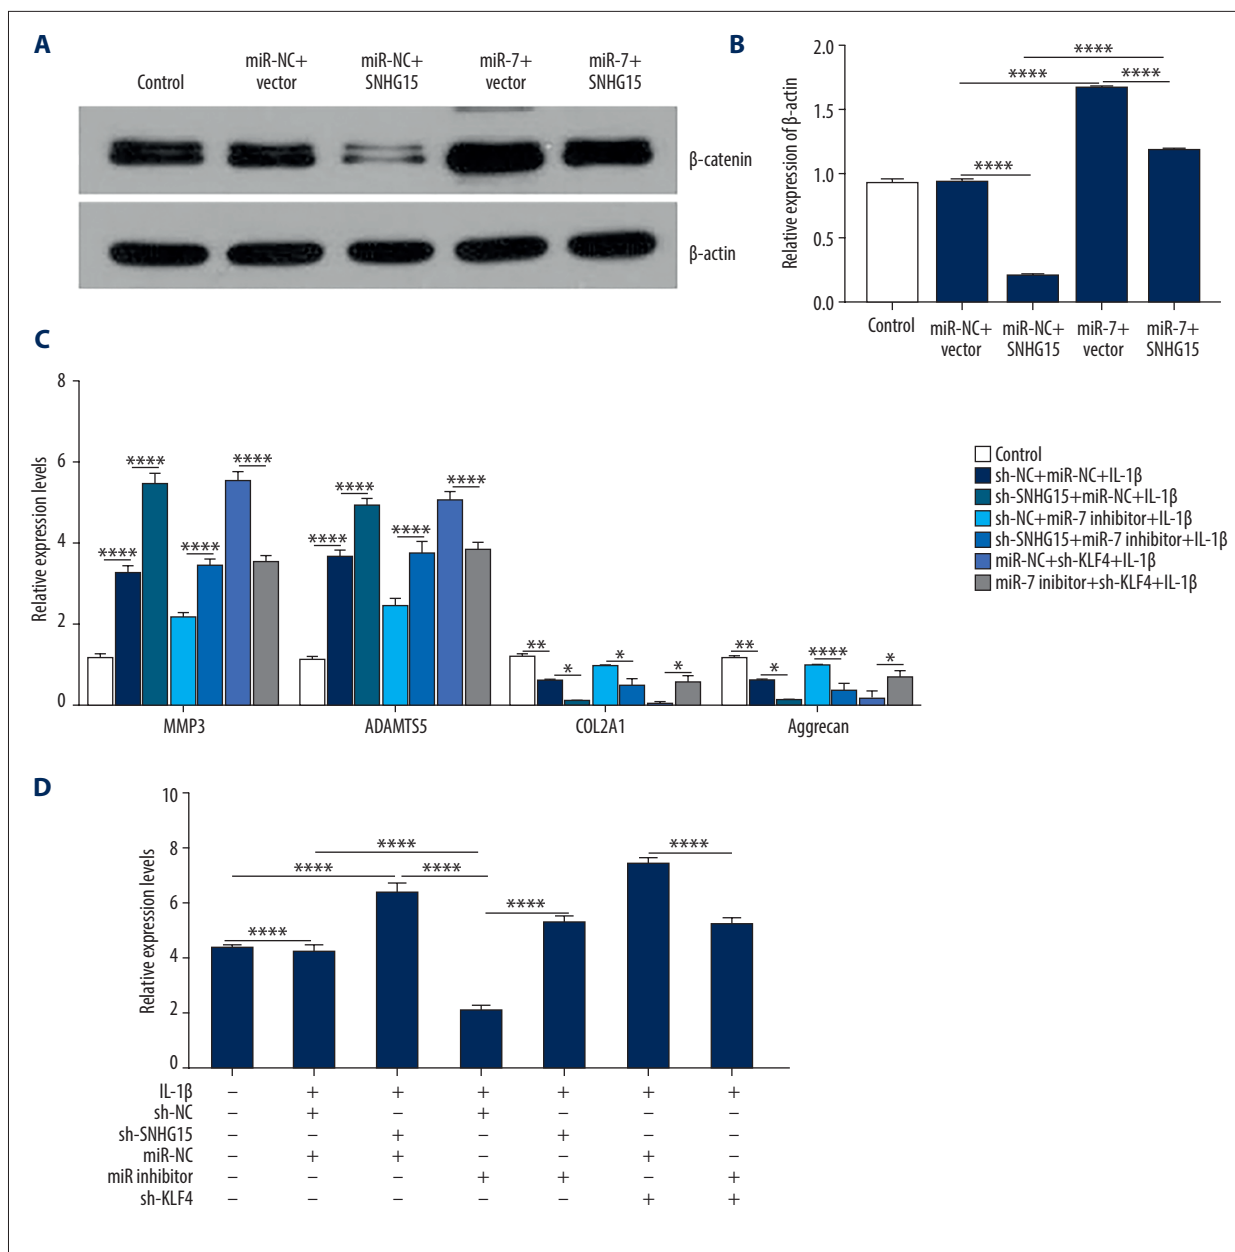 A
Control
miR-NC+
vector
miR-NC+
SNHG15
miR-7+
vector
miR-7+
SNHG15
β-catenin
β-actin
B
Relative expression of β-actin
2.0
1.5
1.0
0.5
0.0
****
****
****
****
Control
miR-NC+
vector
miR-NC+
SNHG15
miR-7+
vector
miR-7+
SNHG15
C
Relative expression levels
8
6
4
2
0
****
****
****
****
****
****
****
****
**
*
*
*
**
*
****
*
MMP3
ADAMTS5
COL2A1
Aggrecan
Control
sh-NC+miR-NC+IL-1β
sh-SNHG15+miR-NC+IL-1β
sh-NC+miR-7 inhibitor+IL-1β
sh-SNHG15+miR-7 inhibitor+IL-1β
miR-NC+sh-KLF4+IL-1β
miR-7 inibitor+sh-KLF4+IL-1β
D
Relative expression levels
10
8
6
4
2
0
****
****
****
****
****
****
IL-1β − + + + + + +
sh-NC − + − + − − −
sh-SNHG15 − − + − + − −
miR-NC − + + − − + −
miR inhibitor − − − + + − +
sh-KLF4 − − − − − + +